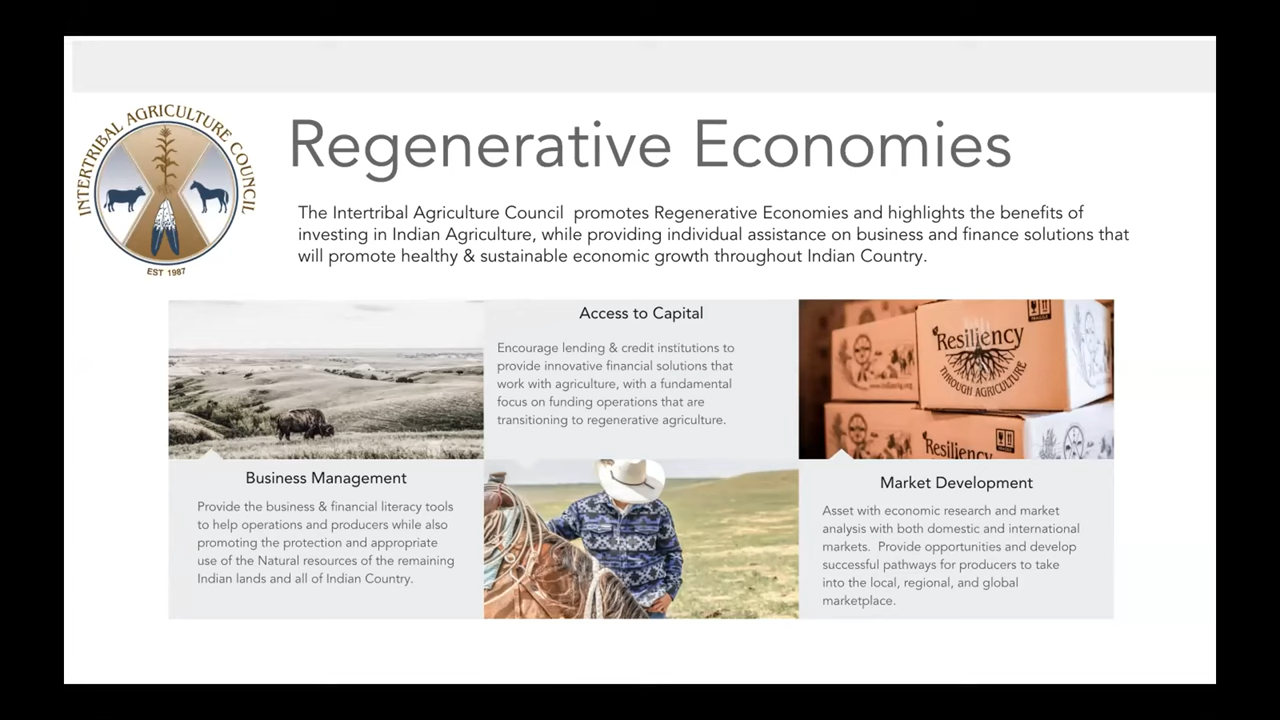 INTERTRIBAL AGRICULTURE COUNCIL
EST 1987
Regenerative Economies
The Intertribal Agriculture Council promotes Regenerative Economies and highlights the benefits of
investing in Indian Agriculture, while providing individual assistance on business and finance solutions that
will promote healthy & sustainable economic growth throughout Indian Country.
Access to Capital
Encourage lending & credit institutions to
provide innovative financial solutions that
work with agriculture, with a fundamental
focus on funding operations that are
transitioning to regenerative agriculture.
Resiliency
THROUGH AGRICULTURE
Resiliency
Business Management
Provide the business & financial literacy tools
to help operations and producers while also
promoting the protection and appropriate
use of the Natural resources of the remaining
Indian lands and all of Indian Country.
Market Development
Asset with economic research and market
analysis with both domestic and international
markets. Provide opportunities and develop
successful pathways for producers to take
into the local, regional, and global
marketplace.